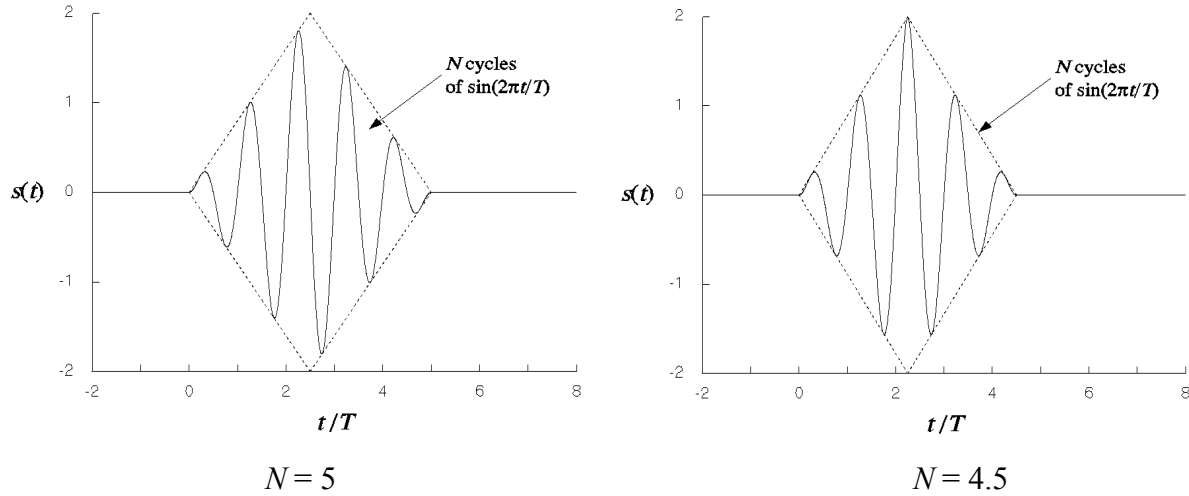 2
1
s(t)
0
-1
-2
-2
0
2
4
6
8
t/T
N cycles
of sin(2πt/T)
N = 5
2
1
s(t)
0
-1
-2
-2
0
2
4
6
8
t/T
N cycles
of sin(2πt/T)
N = 4.5